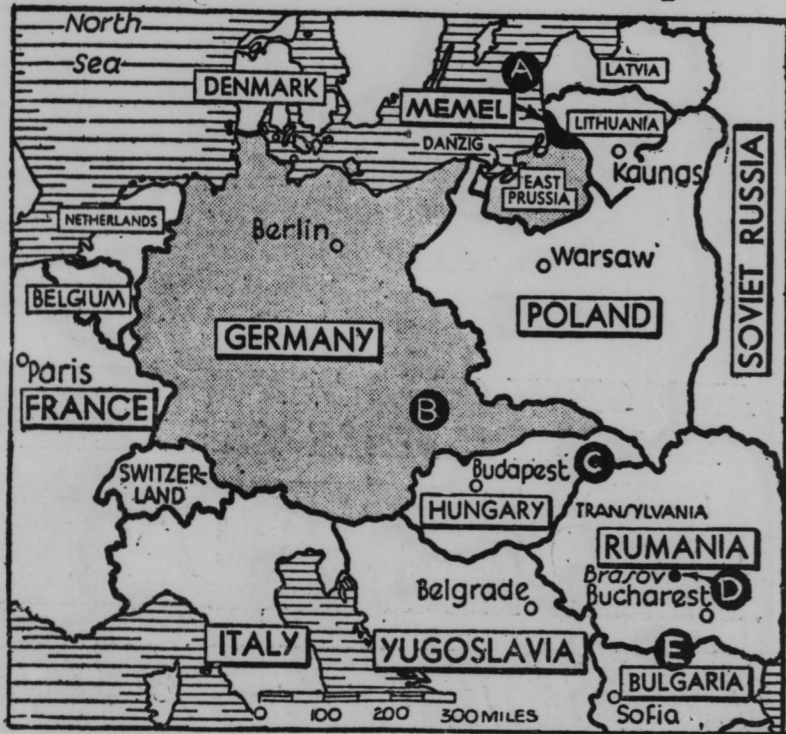 North
Sea
DENMARK
A
LATVIA
MEMEL
LITHUANIA
DANZIG
Kaunas
EAST
PRUSSIA
NETHERLANDS
Berlin
Warsaw
SOVIET RUSSIA
BELGIUM
GERMANY
POLAND
Paris
FRANCE
B
SWITZER-
LAND
Budapest
C
HUNGARY
TRANSYLVANIA
RUMANIA
Brasov
D
Bucharest
Belgrade
ITALY
YUGOSLAVIA
E
BULGARIA
Sofia
0 100 200 300 MILES